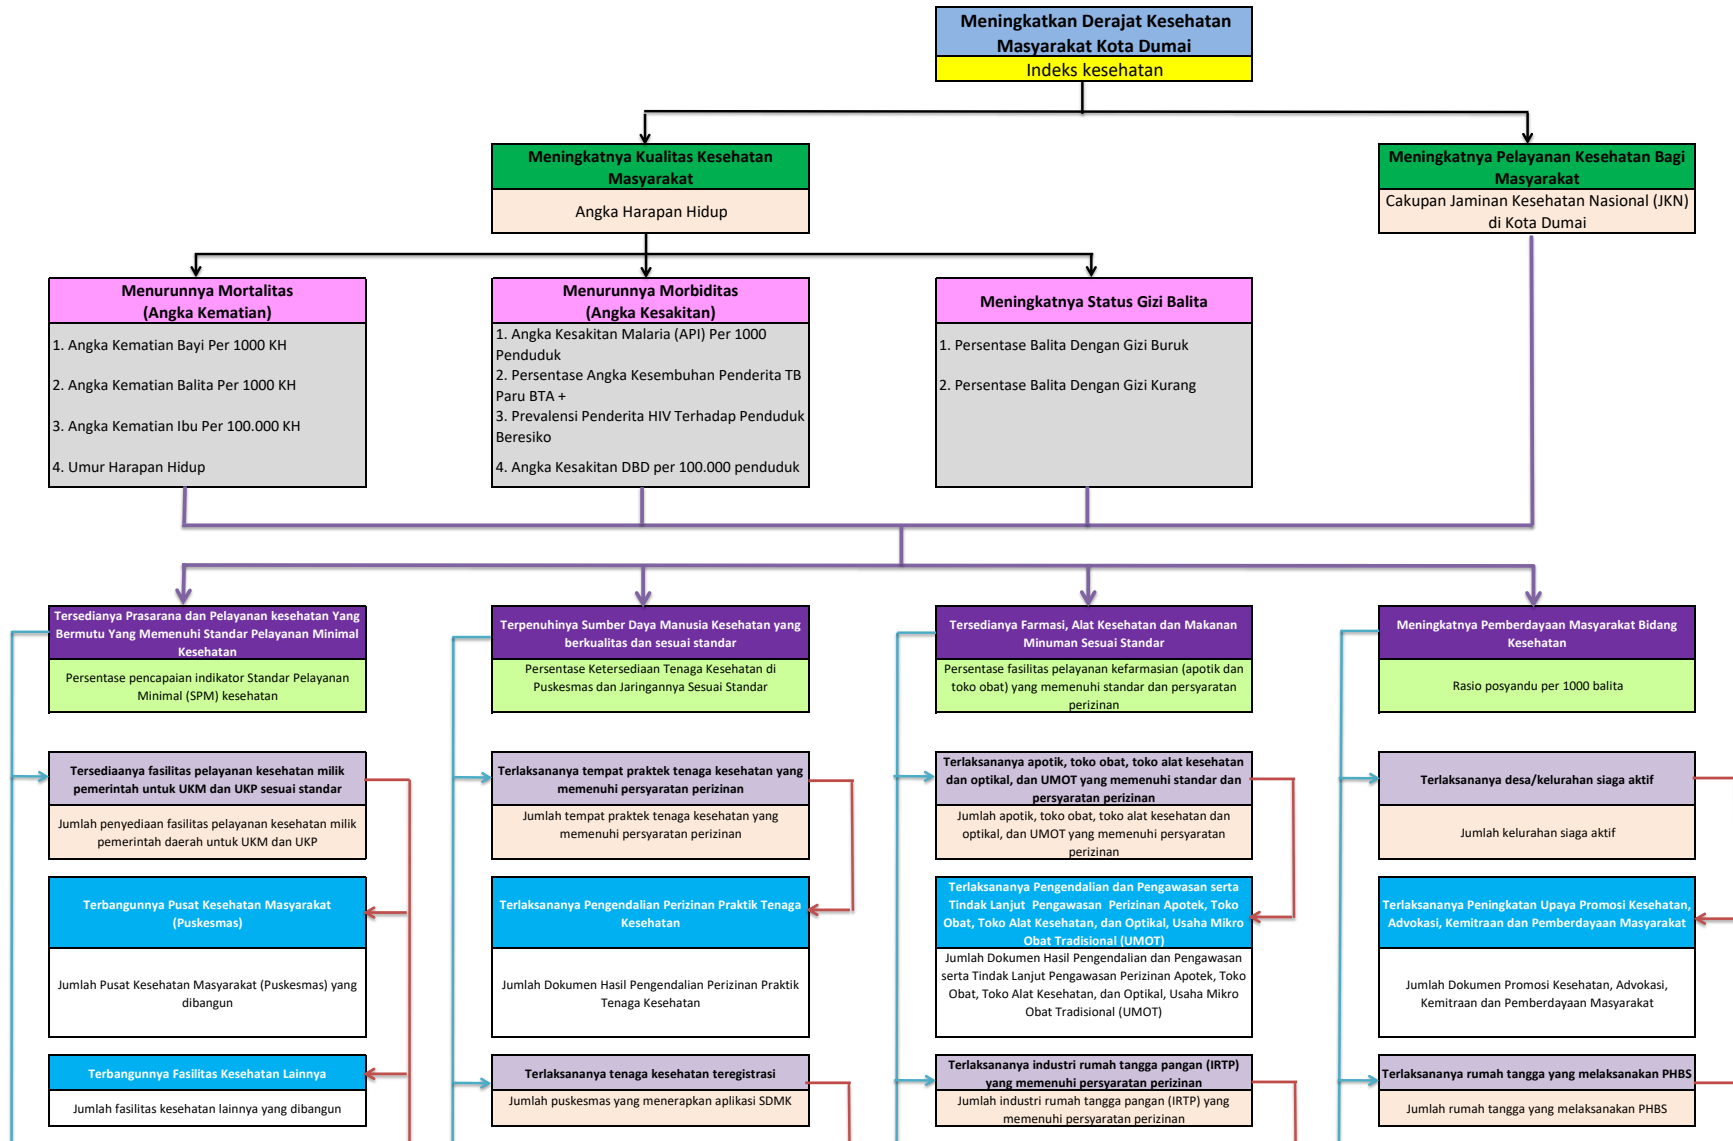 Meningkatkan Derajat Kesehatan
Masyarakat Kota Dumai
Indeks kesehatan
Meningkatnya Kualitas Kesehatan
Masyarakat
Angka Harapan Hidup
Meningkatnya Pelayanan Kesehatan Bagi
Masyarakat
Cakupan Jaminan Kesehatan Nasional (JKN)
di Kota Dumai
Menurunnya Mortalitas
(Angka Kematian)
1. Angka Kematian Bayi Per 1000 KH
2. Angka Kematian Balita Per 1000 KH
3. Angka Kematian Ibu Per 100.000 KH
4. Umur Harapan Hidup
Menurunnya Morbiditas
(Angka Kesakitan)
1. Angka Kesakitan Malaria (API) Per 1000
Penduduk
2. Persentase Angka Kesembuhan Penderita TB
Paru BTA +
3. Prevalensi Penderita HIV Terhadap Penduduk
Beresiko
4. Angka Kesakitan DBD per 100.000 penduduk
Meningkatnya Status Gizi Balita
1. Persentase Balita Dengan Gizi Buruk
2. Persentase Balita Dengan Gizi Kurang
Tersedianya Prasarana dan Pelayanan kesehatan Yang
Bermutu Yang Memenuhi Standar Pelayanan Minimal
Kesehatan
Persentase pencapaian indikator Standar Pelayanan
Minimal (SPM) kesehatan
Terpenuhinya Sumber Daya Manusia Kesehatan yang
berkualitas dan sesuai standar
Persentase Ketersediaan Tenaga Kesehatan di
Puskesmas dan Jaringannya Sesuai Standar
Tersedianya Farmasi, Alat Kesehatan dan Makanan
Minuman Sesuai Standar
Persentase fasilitas pelayanan kefarmasian (apotik dan
toko obat) yang memenuhi standar dan persyaratan
perizinan
Meningkatnya Pemberdayaan Masyarakat Bidang
Kesehatan
Rasio posyandu per 1000 balita
Tersediaanya fasilitas pelayanan kesehatan milik
pemerintah untuk UKM dan UKP sesuai standar
Jumlah penyediaan fasilitas pelayanan kesehatan milik
pemerintah daerah untuk UKM dan UKP
Terlaksananya tempat praktek tenaga kesehatan yang
memenuhi persyaratan perizinan
Jumlah tempat praktek tenaga kesehatan yang
memenuhi persyaratan perizinan
Terlaksananya apotik, toko obat, toko alat kesehatan
dan optikal, dan UMOT yang memenuhi standar dan
persyaratan perizinan
Jumlah apotik, toko obat, toko alat kesehatan dan
optikal, dan UMOT yang memenuhi persyaratan
perizinan
Terlaksananya desa/kelurahan siaga aktif
Jumlah kelurahan siaga aktif
Terbangunnya Pusat Kesehatan Masyarakat
(Puskesmas)
Jumlah Pusat Kesehatan Masyarakat (Puskesmas) yang
dibangun
Terlaksananya Pengendalian Perizinan Praktik Tenaga
Kesehatan
Jumlah Dokumen Hasil Pengendalian Perizinan Praktik
Tenaga Kesehatan
Terlaksananya Pengendalian dan Pengawasan serta
Tindak Lanjut Pengawasan Perizinan Apotek, Toko
Obat, Toko Alat Kesehatan, dan Optikal, Usaha Mikro
Obat Tradisional (UMOT)
Jumlah Dokumen Hasil Pengendalian dan Pengawasan
serta Tindak Lanjut Pengawasan Perizinan Apotek, Toko
Obat, Toko Alat Kesehatan, dan Optikal, Usaha Mikro
Obat Tradisional (UMOT)
Terlaksananya Peningkatan Upaya Promosi Kesehatan,
Advokasi, Kemitraan dan Pemberdayaan Masyarakat
Jumlah Dokumen Promosi Kesehatan, Advokasi,
Kemitraan dan Pemberdayaan Masyarakat
Terbangunnya Fasilitas Kesehatan Lainnya
Jumlah fasilitas kesehatan lainnya yang dibangun
Terlaksananya tenaga kesehatan teregistrasi
Jumlah puskesmas yang menerapkan aplikasi SDMK
Terlaksananya industri rumah tangga pangan (IRTP)
yang memenuhi persyaratan perizinan
Jumlah industri rumah tangga pangan (IRTP) yang
memenuhi persyaratan perizinan
Terlaksananya rumah tangga yang melaksanakan PHBS
Jumlah rumah tangga yang melaksanakan PHBS